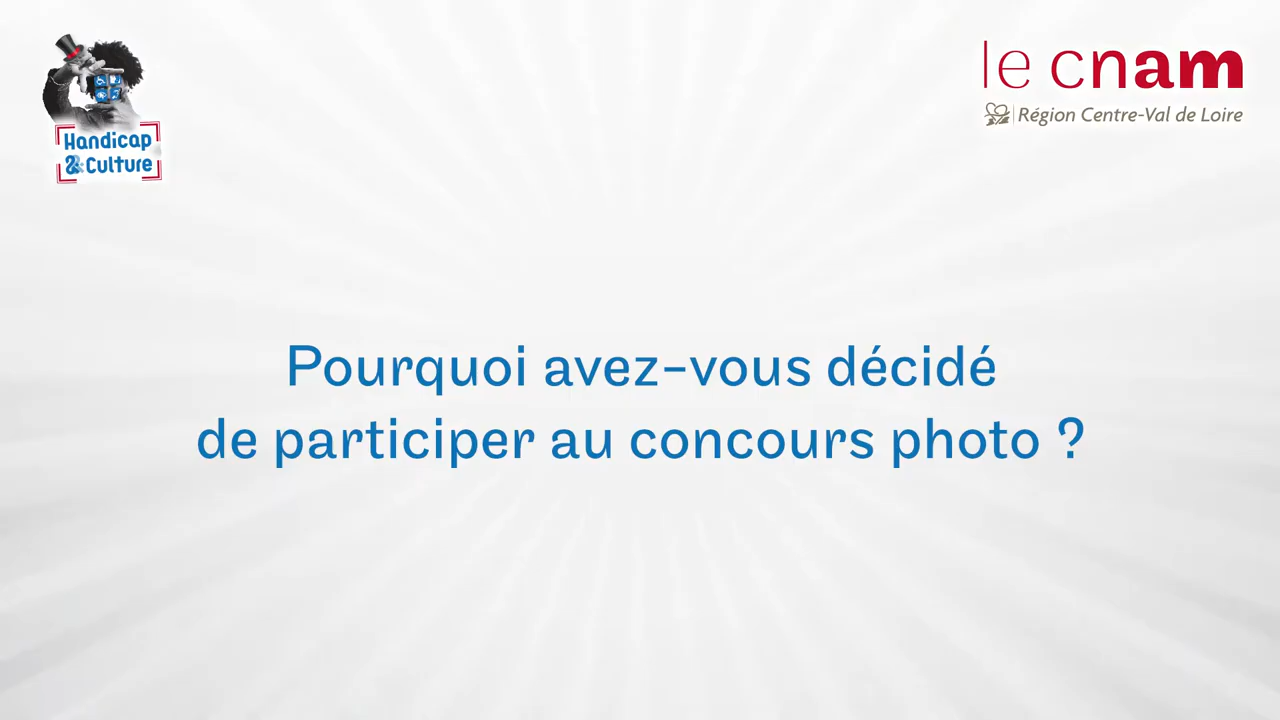 Handicap
& Culture
le cnam
Région Centre-Val de Loire
Pourquoi avez-vous décidé
de participer au concours photo ?